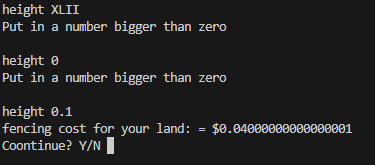 height XLII
Put in a number bigger than zero
height 0
Put in a number bigger than zero
height 0.1
fencing cost for your land: = $0.04000000000000001
Coontinue? Y/N